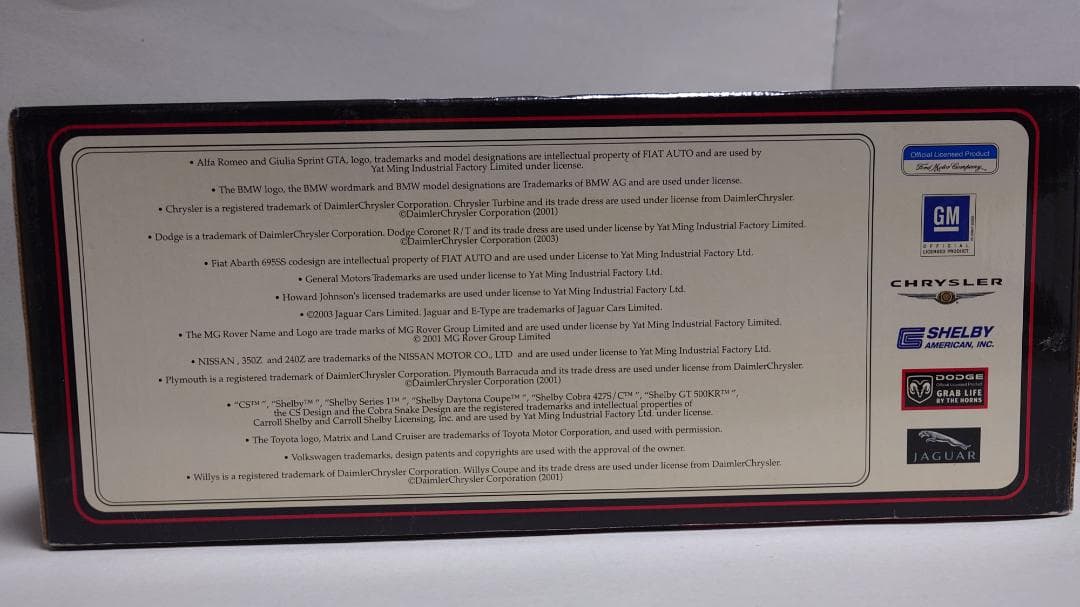 • Alfa Romeo and Giulia Sprint GTA, logo, trademarks and model designations are intellectual property of FIAT AUTO and are used by
Yat Ming Industrial Factory Limited under license.
• The BMW logo, the BMW wordmark and BMW model designations are Trademarks of BMW AG and are used under license.
• Chrysler is a registered trademark of DaimlerChrysler Corporation. Chrysler Turbine and its trade dress are used under license from DaimlerChrysler.
©DaimlerChrysler Corporation (2001)
• Dodge is a trademark of DaimlerChrysler Corporation. Dodge Coronet R/T and its trade dress are used under license by Yat Ming Industrial Factory Limited.
©DaimlerChrysler Corporation (2003)
• Fiat Abarth 695SS codesign are intellectual property of FIAT AUTO and are used under License to Yat Ming Industrial Factory Ltd.
• General Motors Trademarks are used under license to Yat Ming Industrial Factory Ltd.
• Howard Johnson's licensed trademarks are used under license to Yat Ming Industrial Factory Ltd.
• ©2003 Jaguar Cars Limited. Jaguar and E-Type are trademarks of Jaguar Cars Limited.
• The MG Rover Name and Logo are trade marks of MG Rover Group Limited and are used under license by Yat Ming Industrial Factory Limited.
© 2001 MG Rover Group Limited
• NISSAN , 350Z and 240Z are trademarks of the NISSAN MOTOR CO., LTD and are used under license to Yat Ming Industrial Factory Ltd.
• Plymouth is a registered trademark of DaimlerChrysler Corporation. Plymouth Barracuda and its trade dress are used under license from DaimlerChrysler.
©DaimlerChrysler Corporation (2001)
• "CS™ ", "Shelby™ ", "Shelby Series 1™ ", "Shelby Daytona Coupe™ ", "Shelby Cobra 427S/C™ ", "Shelby GT 500KR™ ",
the CS Design and the Cobra Snake Design are the registered trademarks and intellectual properties of
Carroll Shelby and Carroll Shelby Licensing, Inc. and are used by Yat Ming Industrial Factory Ltd. under license.
• The Toyota logo, Matrix and Land Cruiser are trademarks of Toyota Motor Corporation, and used with permission.
• Volkswagen trademarks, design patents and copyrights are used with the approval of the owner.
• Willys is a registered trademark of DaimlerChrysler Corporation. Willys Coupe and its trade dress are used under license from DaimlerChrysler.
©DaimlerChrysler Corporation (2001)
Official Licensed Product
Ford Motor Company
GM
OFFICIAL
LICENSED PRODUCT
CHRYSLER
SHELBY
AMERICAN, INC.
DODGE
Official Licensed Product
GRAB LIFE
BY THE HORNS
JAGUAR